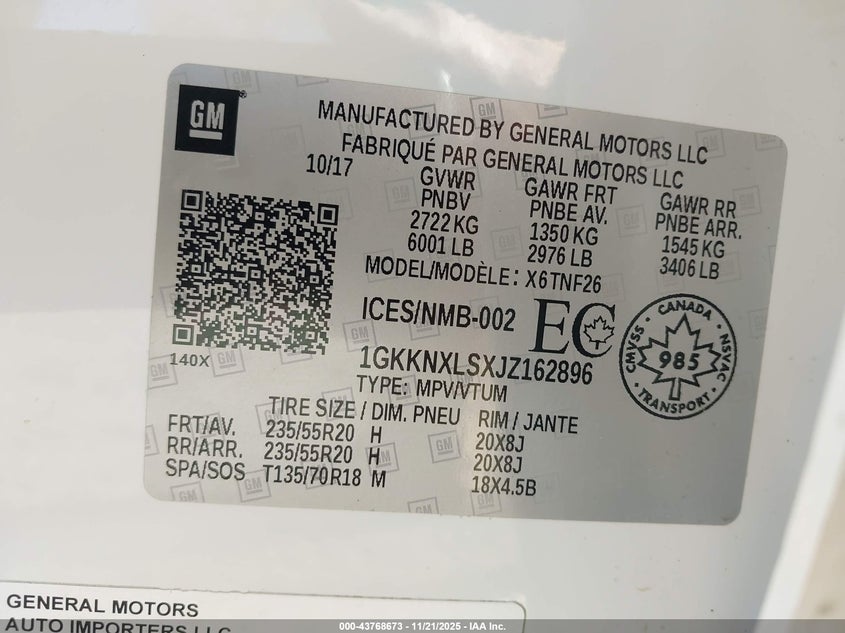 GM
MANUFACTURED BY GENERAL MOTORS LLC
FABRIQUÉ PAR GENERAL MOTORS LLC
10/17
GVWR GAWR FRT GAWR RR
PNBV PNBE AV. PNBE ARR.
2722 KG 1350 KG 1545 KG
6001 LB 2976 LB 3406 LB
MODEL/MODÈLE: X6TNF26
ICES/NMB-002 EC
CANADA
CMVSS 985 NSVAC
TRANSPORT
140X
1GKKNXLSXJZ162896
TYPE: MPV/VTUM
TIRE SIZE / DIM. PNEU RIM / JANTE
FRT/AV. 235/55R20 H 20X8J
RR/ARR. 235/55R20 H 20X8J
SPA/SOS T135/70R18 M 18X4.5B
GENERAL MOTORS
AUTO IMPORTERS LLC
000-43768673 - 11/21/2025 - IAA Inc.